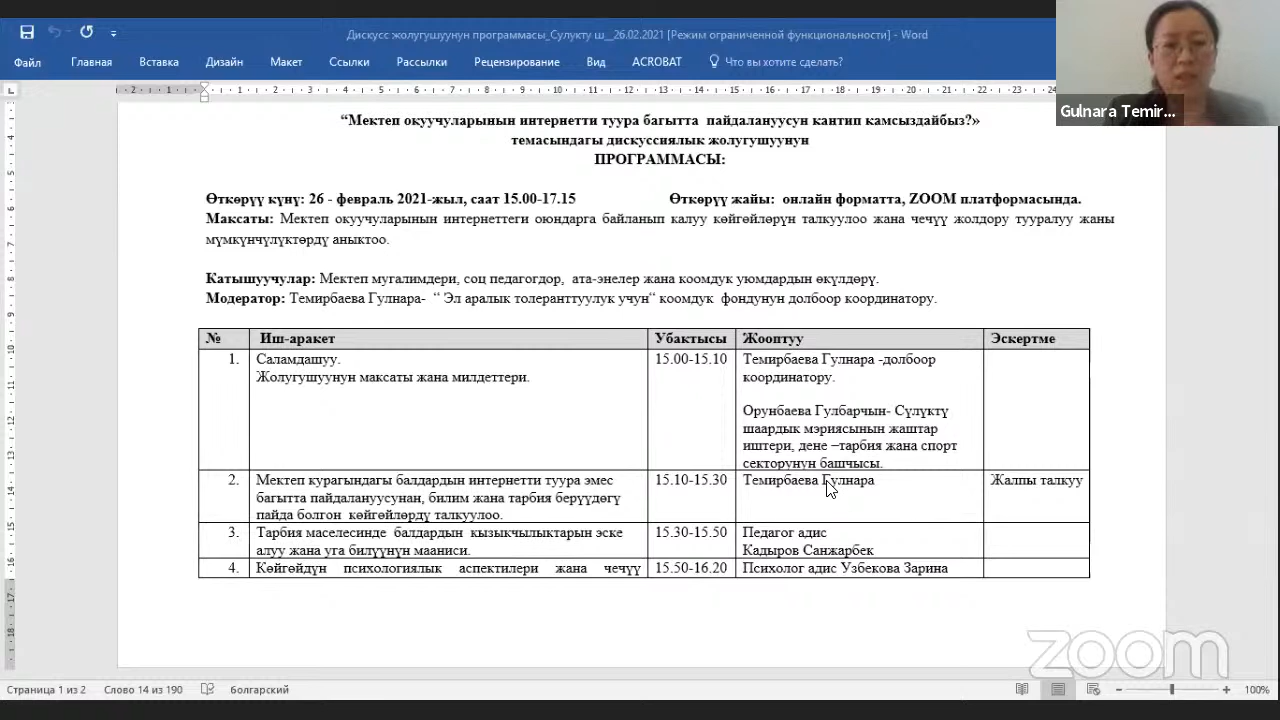 Дискусс жолугушуунун программасы_Сулукту ш__26.02.2021 [Режим ограниченной функциональности] - Word
Файл Главная Вставка Дизайн Макет Ссылки Рассылки Рецензирование Вид ACROBAT Что вы хотите сделать?
Gulnara Temir...
“Мектеп окуучуларынын интернетти туура багытта пайдалануусун кантип камсыздайбыз?»
темасындагы дискуссиялык жолугушуунун
ПРОГРАММАСЫ:
Өткөрүү күнү: 26 - февраль 2021-жыл, саат 15.00-17.15 Өткөрүү жайы: онлайн форматта, ZOOM платформасында.
Максаты: Мектеп окуучуларынын интернеттеги оюндарга байланып калуу көйгөйлөрүн талкуулоо жана чечүү жолдору тууралуу жаны
мүмкүнчүлүктөрдү аныктоо.
Катышуучулар: Мектеп мугалимдери, соц педагогдор, ата-энелер жана коомдук уюмдардын өкүлдөрү.
Модератор: Темирбаева Гулнара- “ Эл аралык толеранттуулук учун“ коомдук фондунун долбоор координатору.
№ Иш-аракет Убактысы Жооптуу Эскертме
1. Саламдашуу. 15.00-15.10 Темирбаева Гулнара -долбоор
Жолугушуунун максаты жана милдеттери. координатору.
Орунбаева Гулбарчын- Сүлүктү
шаардык мэриясынын жаштар
иштери, дене –тарбия жана спорт
секторунун башчысы.
2. Мектеп курагындагы балдардын интернетти туура эмес 15.10-15.30 Темирбаева Гулнара Жалпы талкуу
багытта пайдалануусунан, билим жана тарбия берүүдөгү
пайда болгон көйгөйлөрдү талкуулоо.
3. Тарбия маселесинде балдардын кызыкчылыктарын эске 15.30-15.50 Педагог адис
алуу жана уга билүүнүн мааниси. Кадыров Санжарбек
4. Көйгөйдүн психологиялык аспектилери жана чечүү 15.50-16.20 Психолог адис Узбекова Зарина
zoom
Страница 1 из 2 Слово 14 из 190 болгарский 100%